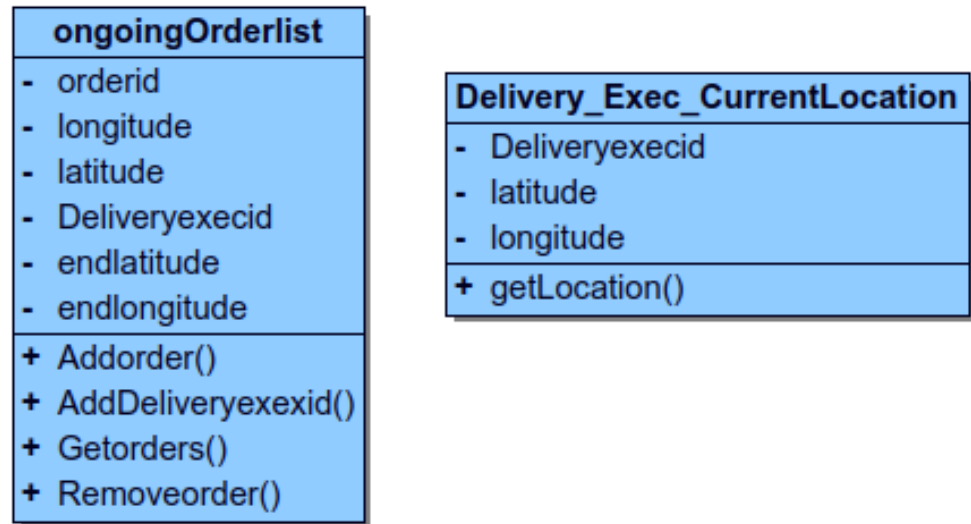 ongoingOrderlist
- orderid
- longitude
- latitude
- Deliveryexecid
- endlatitude
- endlongitude
+ Addorder()
+ AddDeliveryexexid()
+ Getorders()
+ Removeorder()
Delivery_Exec_CurrentLocation
- Deliveryexecid
- latitude
- longitude
+ getLocation()